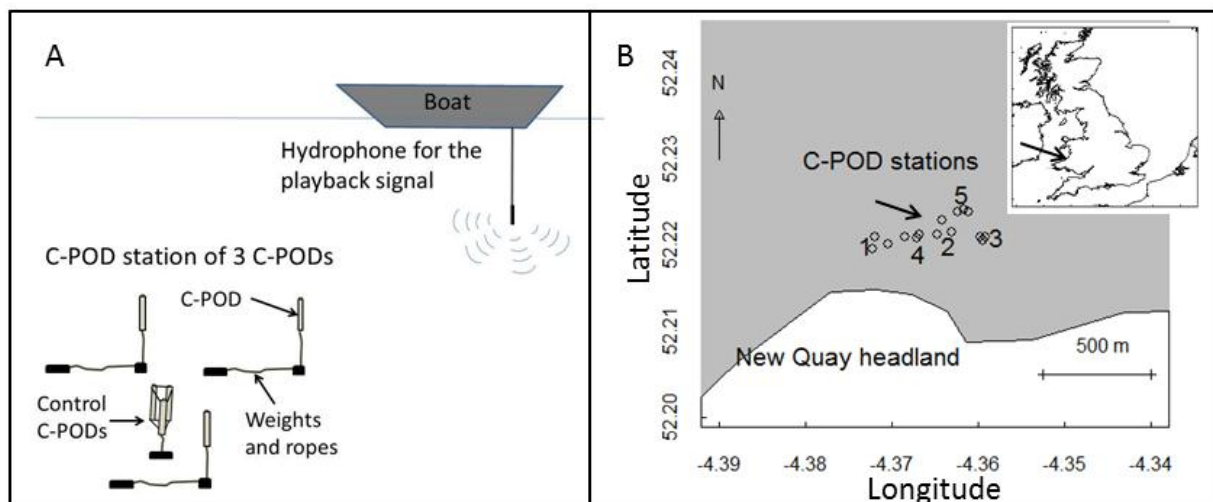 A
Boat
Hydrophone for the
playback signal
C-POD station of 3 C-PODs
C-POD
Control
C-PODs
Weights
and ropes
B
N
C-POD stations
5
1
4
2
3
New Quay headland
500 m
Latitude
52.24
52.23
52.22
52.21
52.20
-4.39
-4.38
-4.37
-4.36
-4.35
-4.34
Longitude